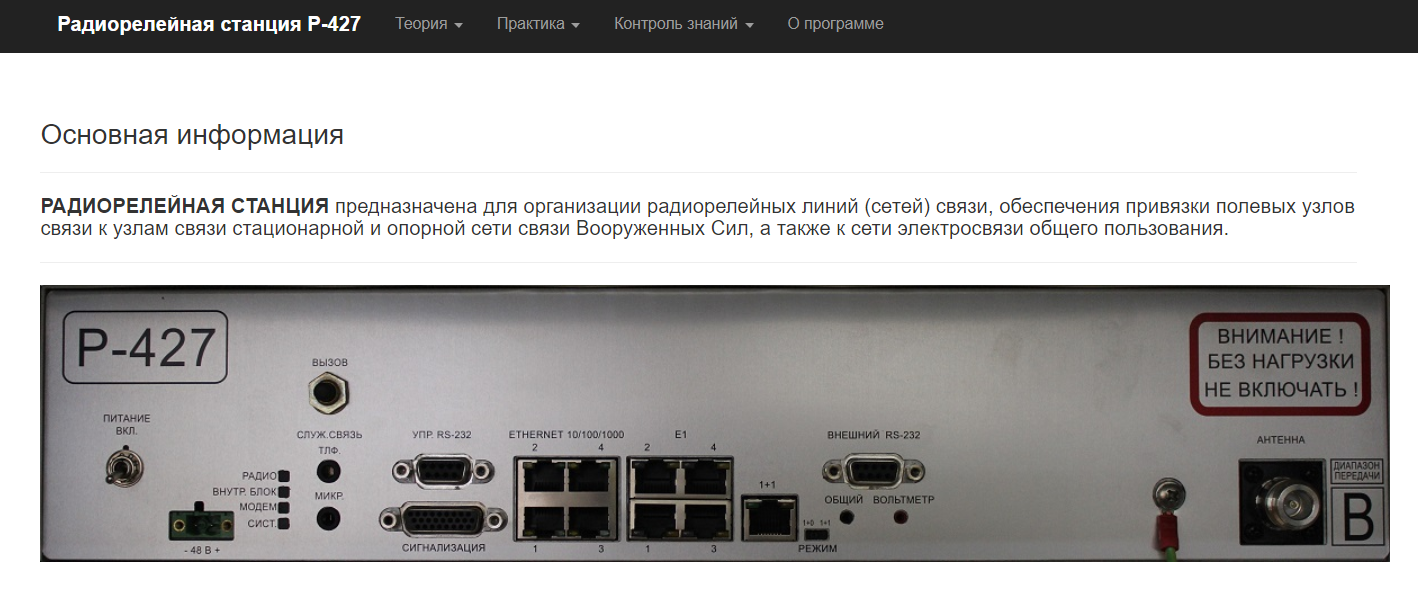 Радиорелейная станция Р-427 Теория Практика Контроль знаний О программе
Основная информация
РАДИОРЕЛЕЙНАЯ СТАНЦИЯ предназначена для организации радиорелейных линий (сетей) связи, обеспечения привязки полевых узлов
связи к узлам связи стационарной и опорной сети связи Вооруженных Сил, а также к сети электросвязи общего пользования.
Р-427
ВНИМАНИЕ !
БЕЗ НАГРУЗКИ
НЕ ВКЛЮЧАТЬ !
ВЫЗОВ
ПИТАНИЕ
ВКЛ.
СЛУЖ.СВЯЗЬ
ТЛФ.
МИКР.
РАДИО
ВНУТР. БЛОК
МОДЕМ
СИСТ.
- 48 В +
УПР. RS-232
СИГНАЛИЗАЦИЯ
ETHERNET 10/100/1000
2 4
1 3
E1
2 4
1 3
1+1
1+0 1+1
РЕЖИМ
ВНЕШНИЙ RS-232
ОБЩИЙ ВОЛЬТМЕТР
АНТЕННА
ДИАПАЗОН
ПЕРЕДАЧИ
В